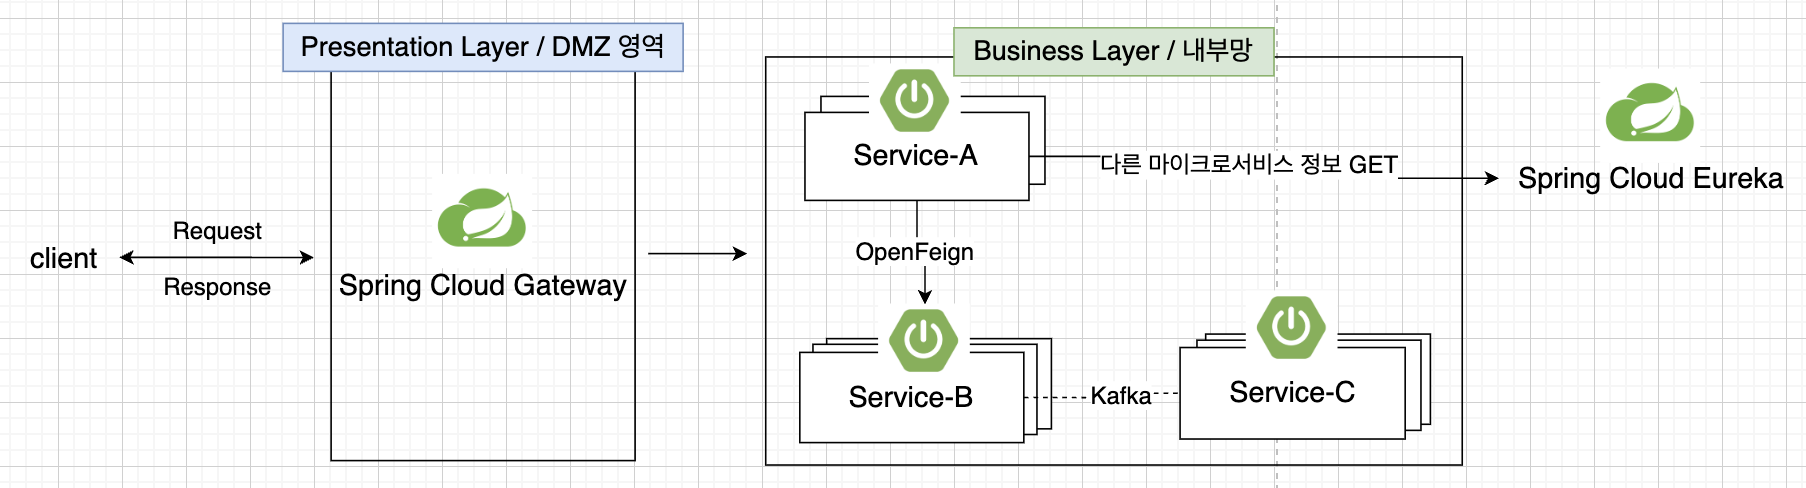 Presentation Layer / DMZ 영역
Business Layer / 내부망
Service-A
다른 마이크로서비스 정보 GET
Spring Cloud Eureka
Request
client
Response
Spring Cloud Gateway
OpenFeign
Service-B
Kafka
Service-C